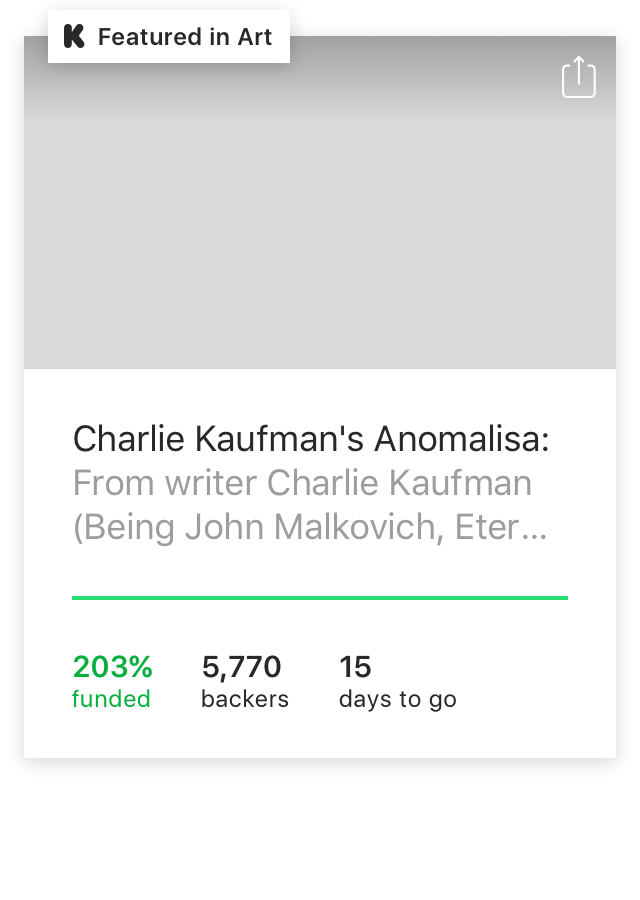 Featured in Art
Charlie Kaufman's Anomalisa:
From writer Charlie Kaufman
(Being John Malkovich, Eter...
203% 5,770 15
funded backers days to go